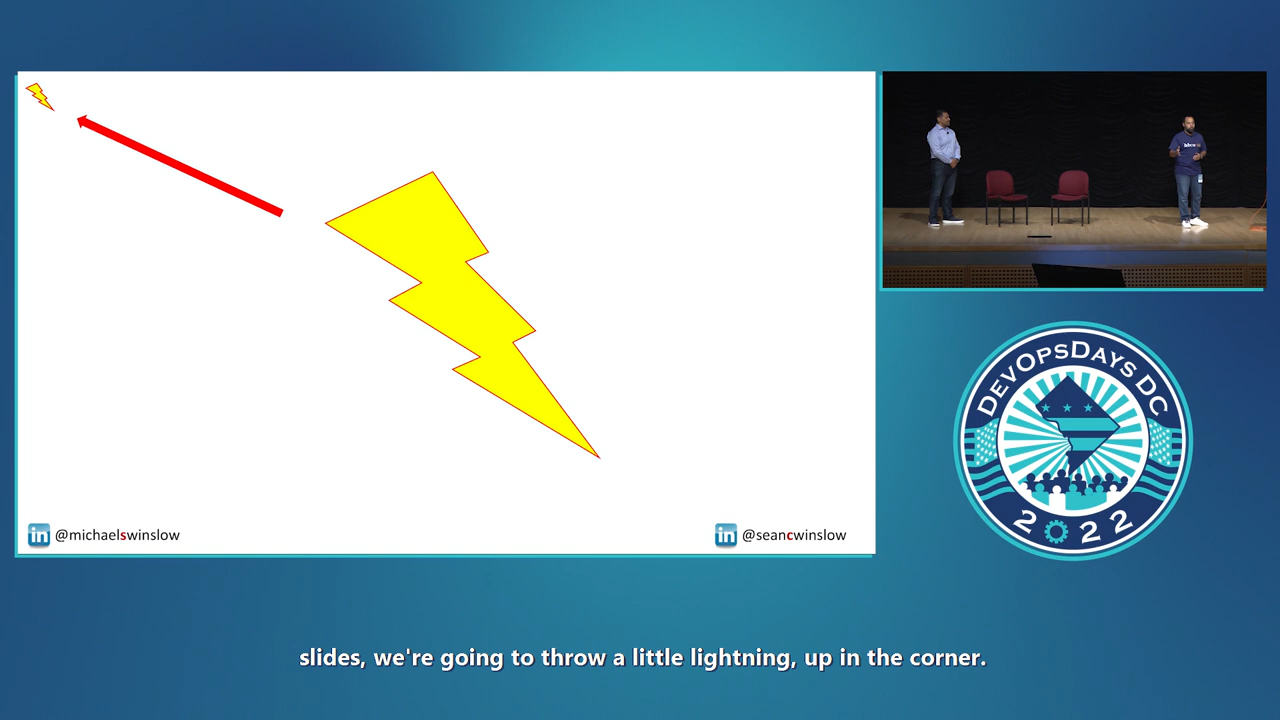 @michaelswinslow
@seancwinslow
DEVOPSDAYS DC
2022
slides, we're going to throw a little lightning, up in the corner.